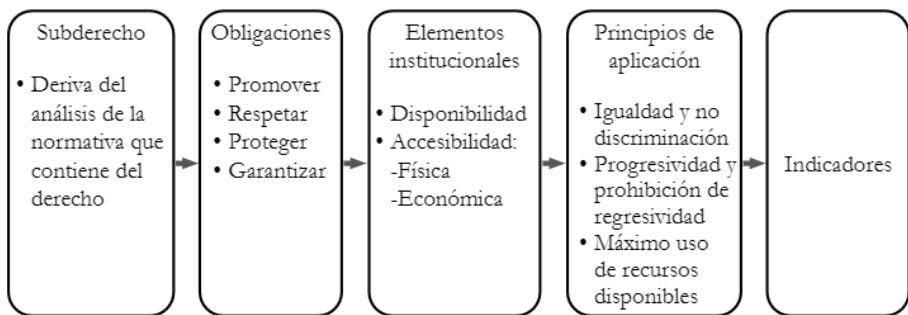 Subderecho
• Deriva del
análisis de la
normativa que
contiene del
derecho
Obligaciones
• Promover
• Respetar
• Proteger
• Garantizar
Elementos
institucionales
• Disponibilidad
• Accesibilidad:
-Física
-Económica
Principios de
aplicación
• Igualdad y no
discriminación
• Progresividad y
prohibición de
regresividad
• Máximo uso
de recursos
disponibles
Indicadores